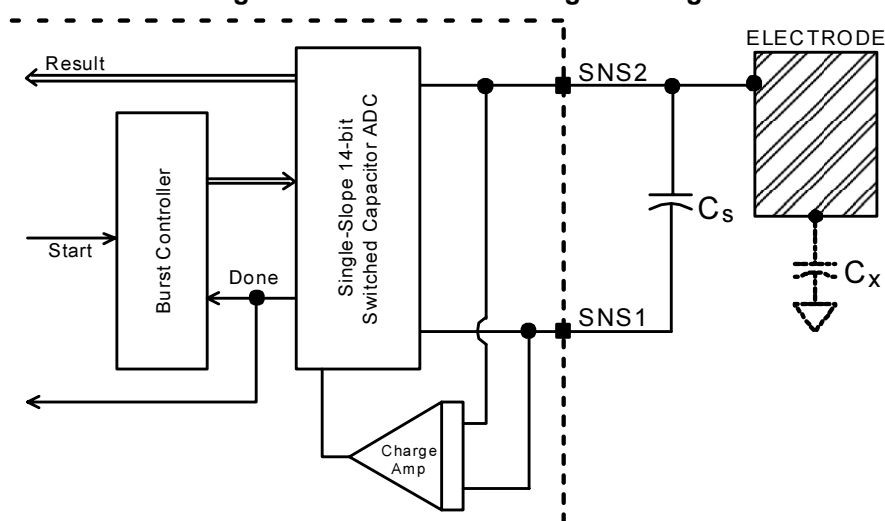 ELECTRODE
Result
SNS2
Single-Slope 14-bit
Switched Capacitor ADC
Burst Controller
Start
Done
Cs
Cx
SNS1
Charge
Amp